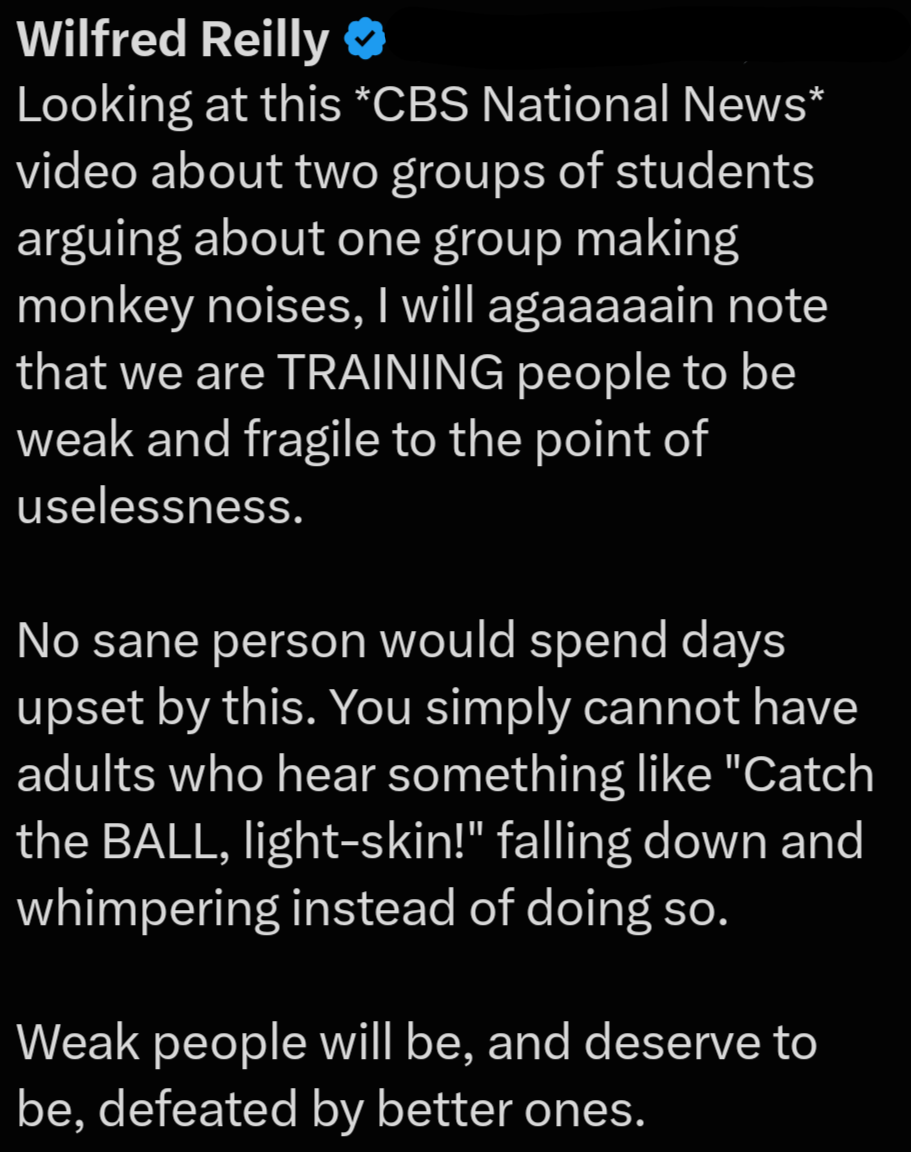 Wilfred Reilly
Looking at this *CBS National News*
video about two groups of students
arguing about one group making
monkey noises, I will agaaaaain note
that we are TRAINING people to be
weak and fragile to the point of
uselessness.
No sane person would spend days
upset by this. You simply cannot have
adults who hear something like "Catch
the BALL, light-skin!" falling down and
whimpering instead of doing so.
Weak people will be, and deserve to
be, defeated by better ones.